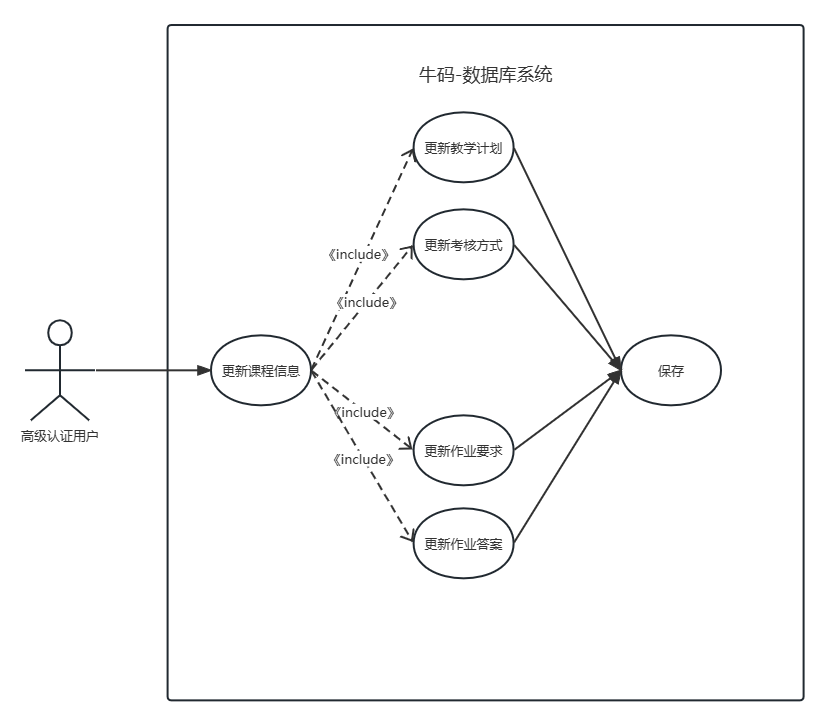 牛码-数据库系统
更新教学计划
更新考核方式
《include》
《include》
更新课程信息
保存
高级认证用户
《include》
《include》
更新作业要求
更新作业答案